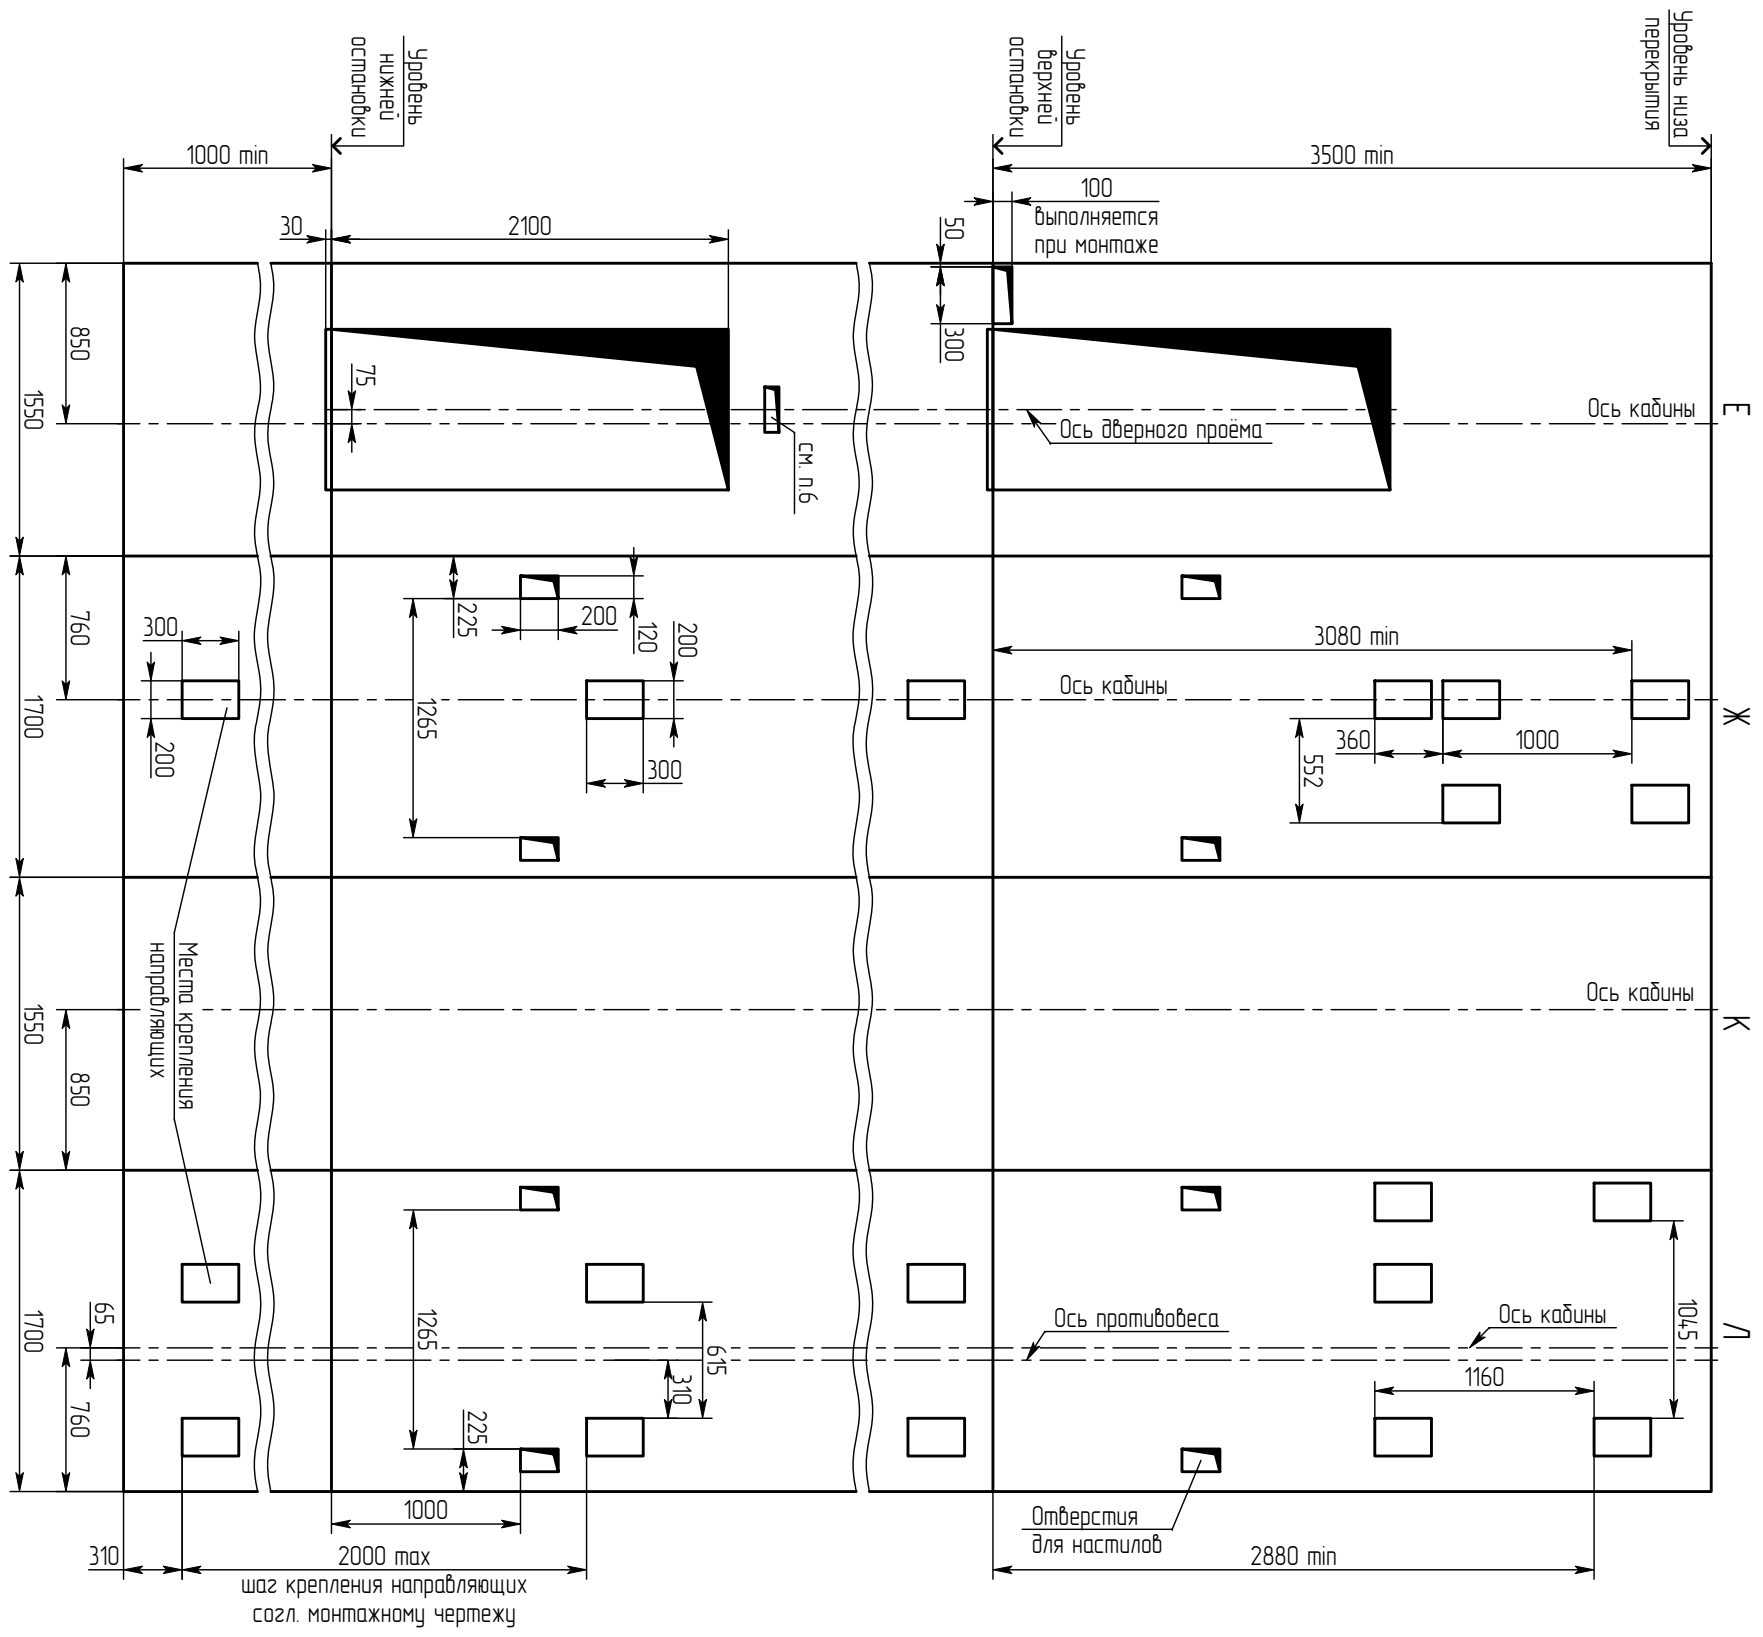 Уровень
нижней
остановки
Уровень
верхней
остановки
Уровень низа
перекрытия
1000 min
3500 min
100
выполняется
при монтаже
30
2100
50
300
850
1550
75
см. п.6
Ось дверного проёма
Ось кабины
Е
760
1700
300
200
225
200
120
200
1265
300
3080 min
Ось кабины
360
1000
552
Ж
Места крепления
направляющих
1550
850
Ось кабины
К
65
1700
760
1265
225
615
310
Ось противовеса
Ось кабины
1045
1160
Л
1000
310
2000 max
шаг крепления направляющих
согл. монтажному чертежу
Отверстия
для настилов
2880 min